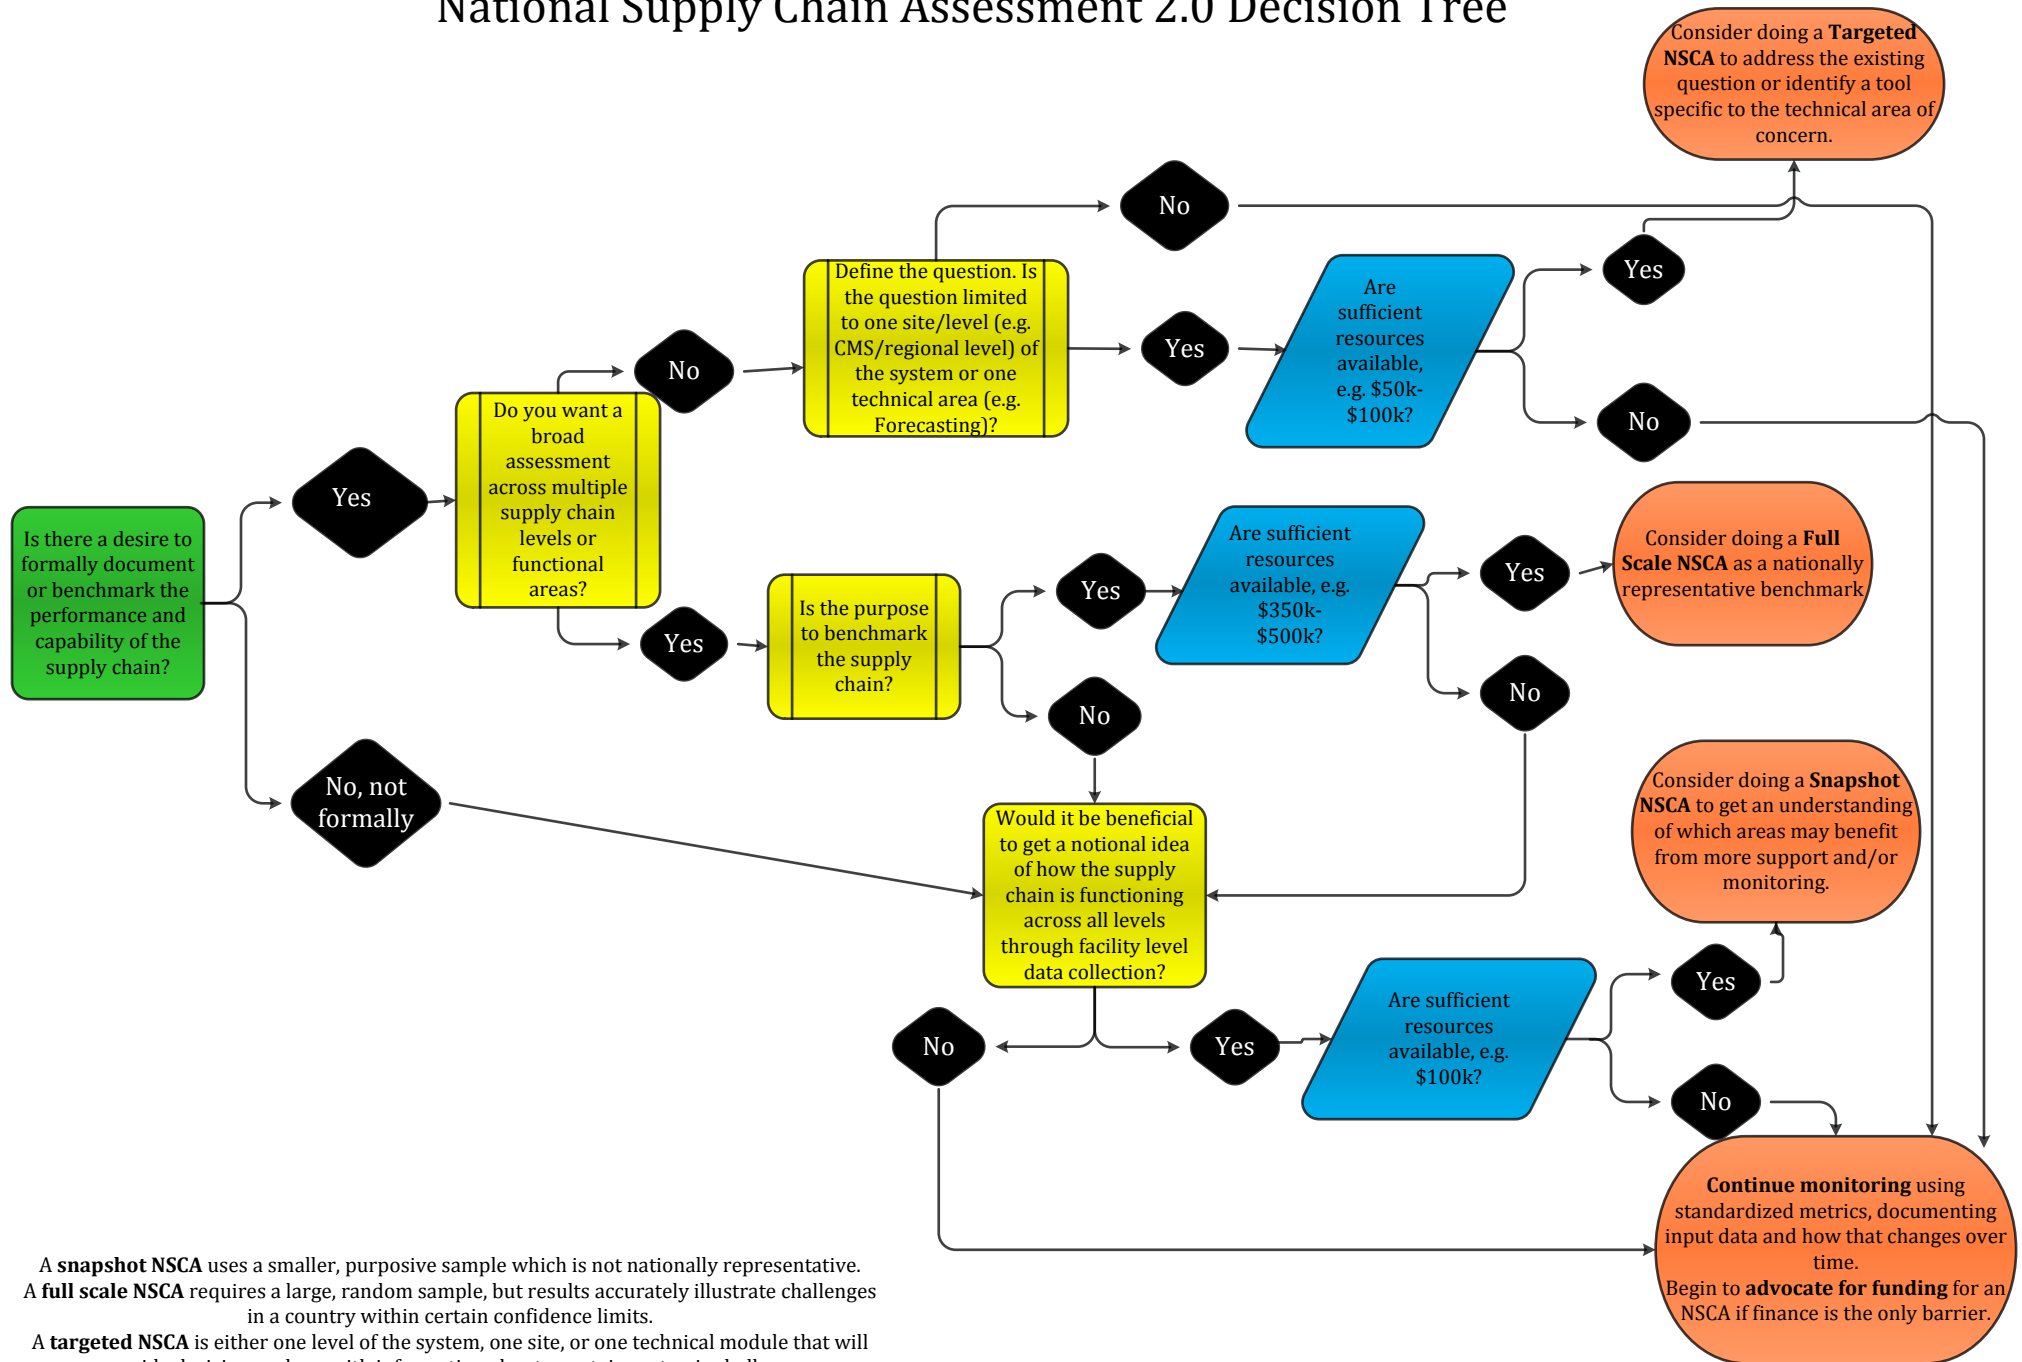 National Supply Chain Assessment 2.0 Decision Tree
Consider doing a Targeted
NSCA to address the existing
question or identify a tool
specific to the technical area of
concern.
No
Define the question. Is
the question limited
to one site/level (e.g.
CMS/regional level) of
the system or one
technical area (e.g.
Forecasting)?
Yes
Are
sufficient
resources
available,
e.g. $50k-
$100k?
Yes
No
No
Do you want a
broad
assessment
across multiple
supply chain
levels or
functional
areas?
Yes
Is there a desire to
formally document
or benchmark the
performance and
capability of the
supply chain?
Yes
Is the purpose
to benchmark
the supply
chain?
Yes
Are sufficient
resources
available, e.g.
$350k-
$500k?
Yes
Consider doing a Full
Scale NSCA as a nationally
representative benchmark
No
No
No, not
formally
Would it be beneficial
to get a notional idea
of how the supply
chain is functioning
across all levels
through facility level
data collection?
Consider doing a Snapshot
NSCA to get an understanding
of which areas may benefit
from more support and/or
monitoring.
No
Yes
Are sufficient
resources
available, e.g.
$100k?
Yes
No
Continue monitoring using
standardized metrics, documenting
input data and how that changes over
time.
Begin to advocate for funding for an
NSCA if finance is the only barrier.
A snapshot NSCA uses a smaller, purposive sample which is not nationally representative.
A full scale NSCA requires a large, random sample, but results accurately illustrate challenges
in a country within certain confidence limits.
A targeted NSCA is either one level of the system, one site, or one technical module that will